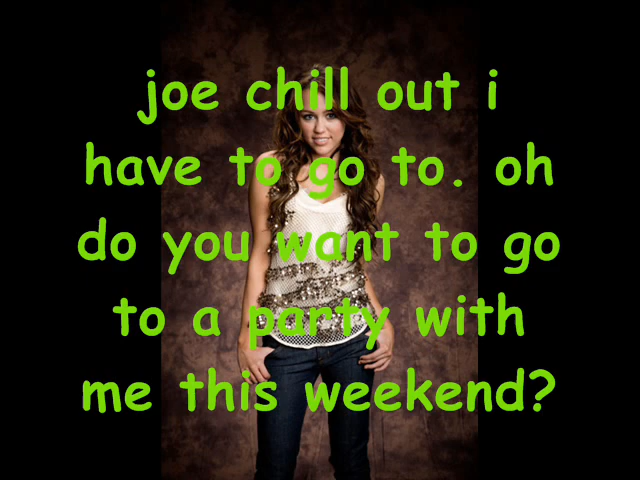 joe chill out i
have to go to. oh
do you want to go
to a party with
me this weekend?